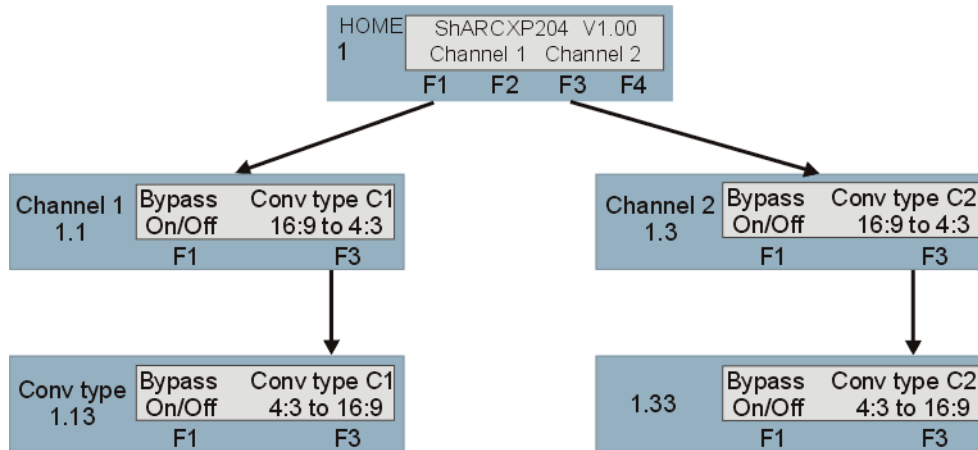 HOME ShARCXP204 V1.00
1 Channel 1 Channel 2
F1 F2 F3 F4
Channel 1 Bypass Conv type C1
1.1 On/Off 16:9 to 4:3
F1 F3
Channel 2 Bypass Conv type C2
1.3 On/Off 16:9 to 4:3
F1 F3
Conv type Bypass Conv type C1
1.13 On/Off 4:3 to 16:9
F1 F3
1.33 Bypass Conv type C2
On/Off 4:3 to 16:9
F1 F3